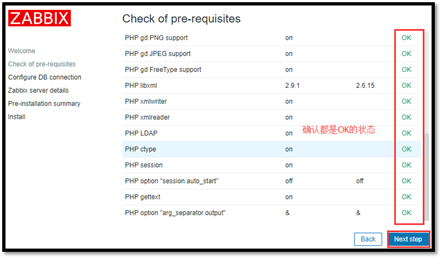 ZABBIX
Check of pre-requisites
Welcome
Check of pre-requisites
Configure DB connection
Zabbix server details
Pre-installation summary
Install
PHP gd PNG support on OK
PHP gd JPEG support on OK
PHP gd FreeType support on OK
PHP libxml 2.9.1 2.6.15 OK
PHP xmlwriter on OK
PHP xmlreader on OK
PHP LDAP on OK
PHP ctype on OK
PHP session on OK
PHP option "session.auto_start" off off OK
PHP gettext on OK
PHP option "arg_separator.output" & & OK
确认都是OK的状态
Back Next step